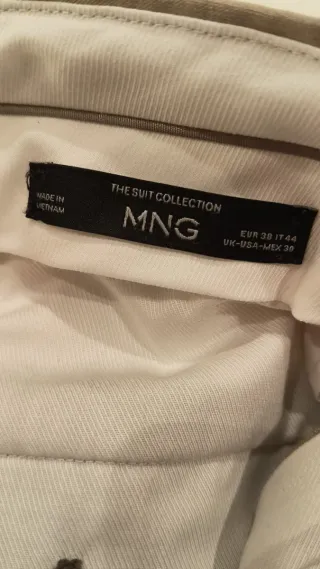 THE SUIT COLLECTION
MNG
MADE IN
VIETNAM
EUR 38 IT 44
UK-USA-MEX 30